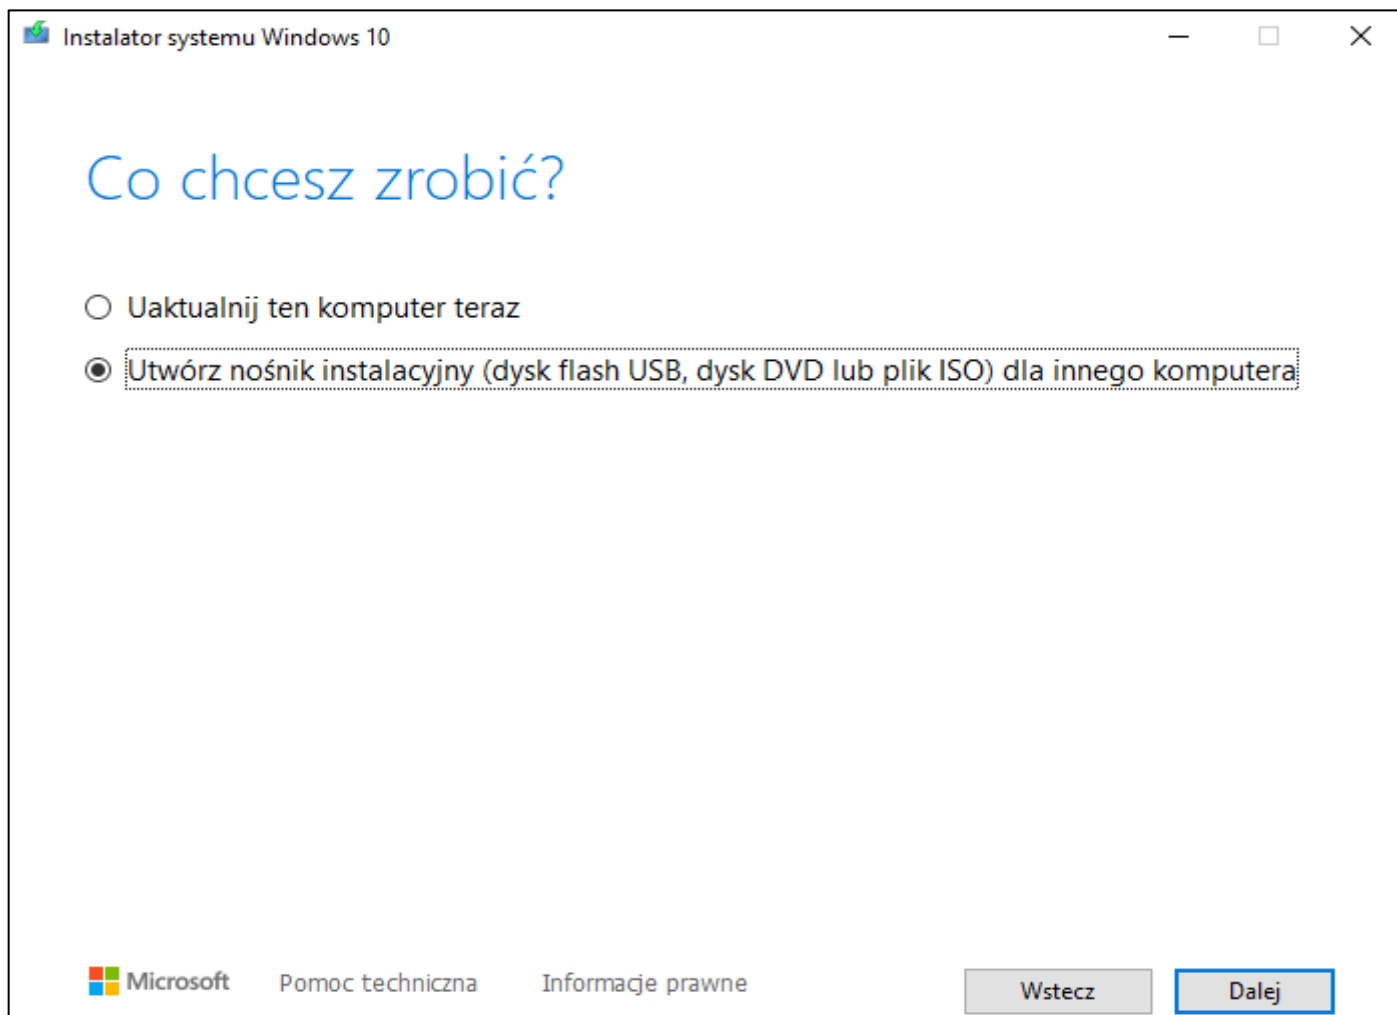 Instalator systemu Windows 10
Co chcesz zrobić?
Uaktualnij ten komputer teraz
Utwórz nośnik instalacyjny (dysk flash USB, dysk DVD lub plik ISO) dla innego komputera
Microsoft Pomoc techniczna Informacje prawne Wstecz Dalej